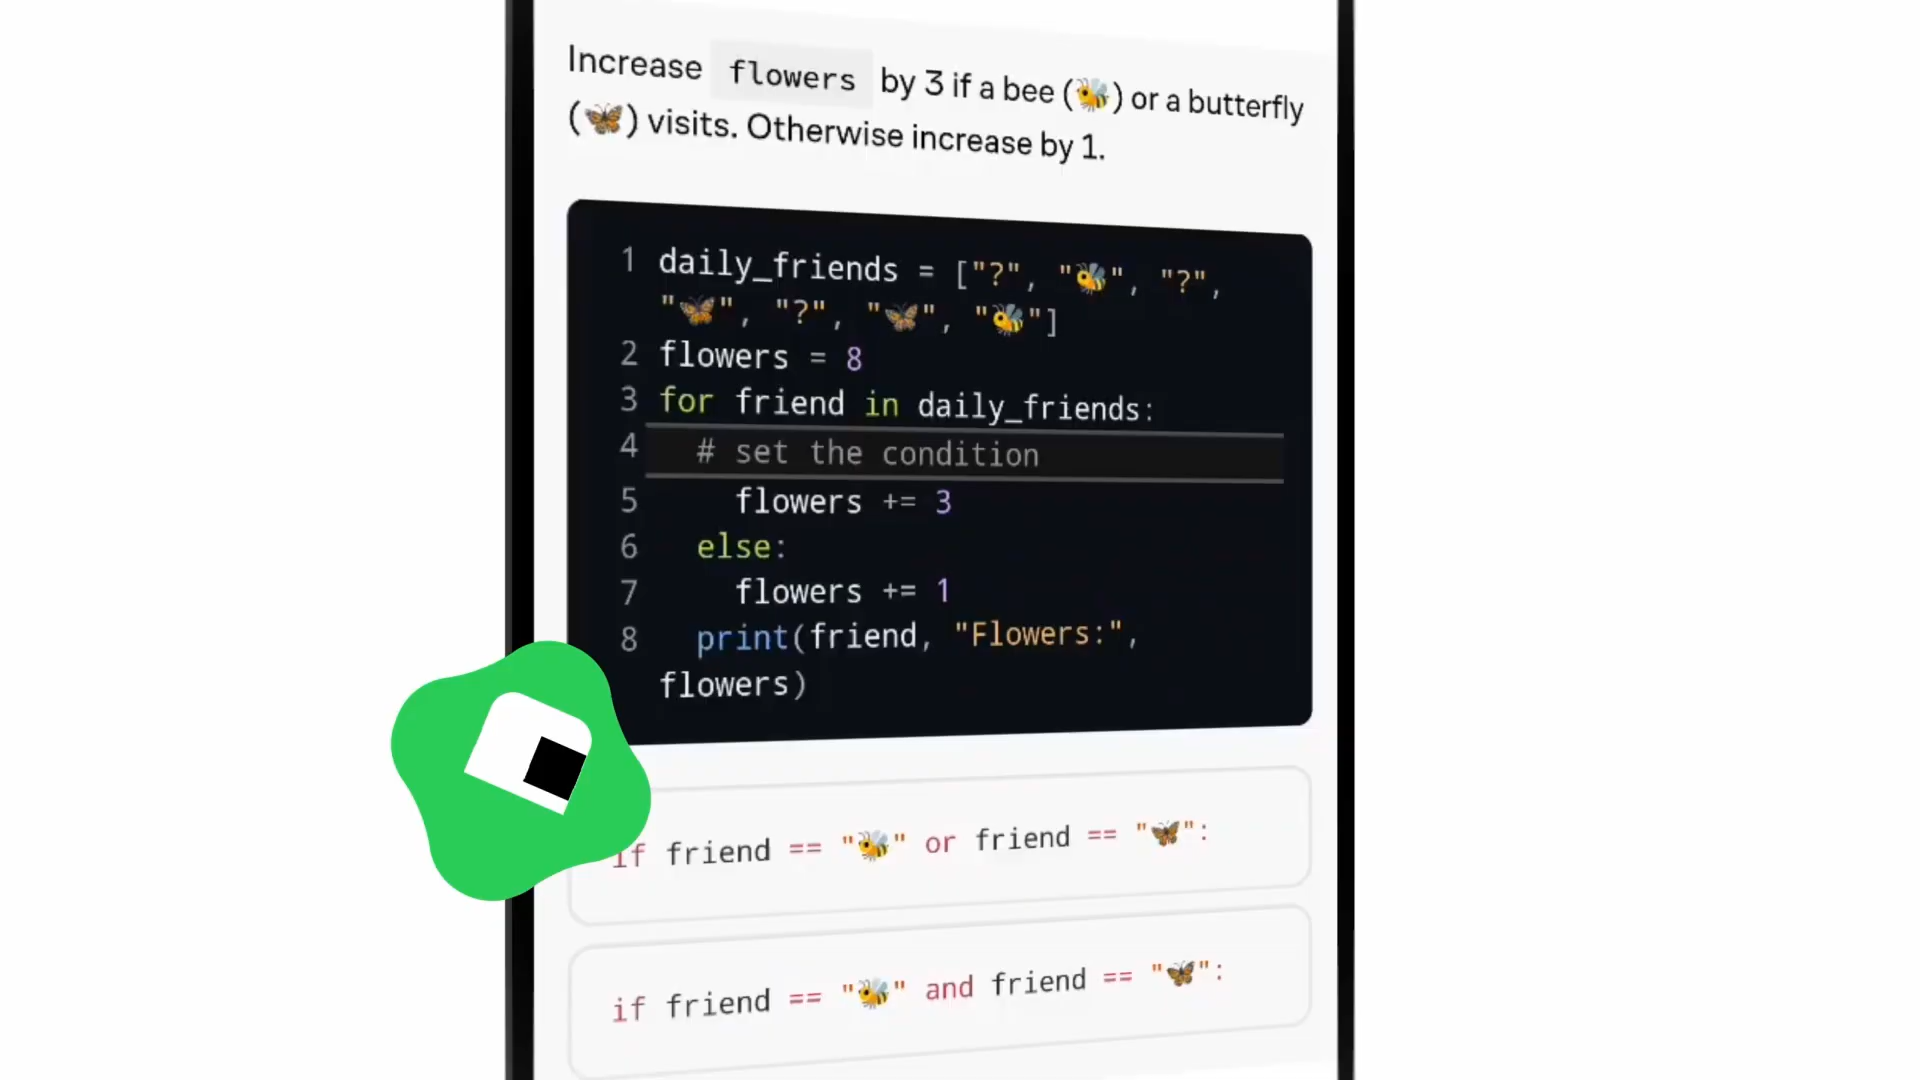 Increase flowers by 3 if a bee (🐝) or a butterfly
(🦋) visits. Otherwise increase by 1.
1 daily_friends = ["?", "🐝", "?",
"🦋", "?", "🦋", "🐝"]
2 flowers = 8
3 for friend in daily_friends:
4 # set the condition
5 flowers += 3
6 else:
7 flowers += 1
8 print(friend, "Flowers:",
flowers)
if friend == "🐝" or friend == "🦋":
if friend == "🐝" and friend == "🦋":